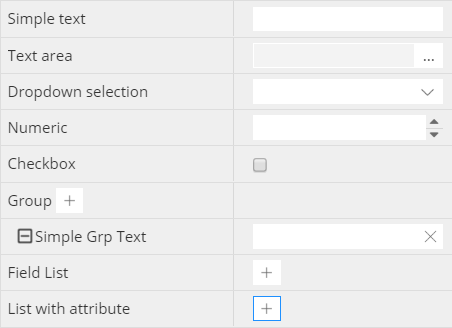 Simple text
Text area ...
Dropdown selection
Numeric
Checkbox
Group +
Simple Grp Text
Field List +
List with attribute +